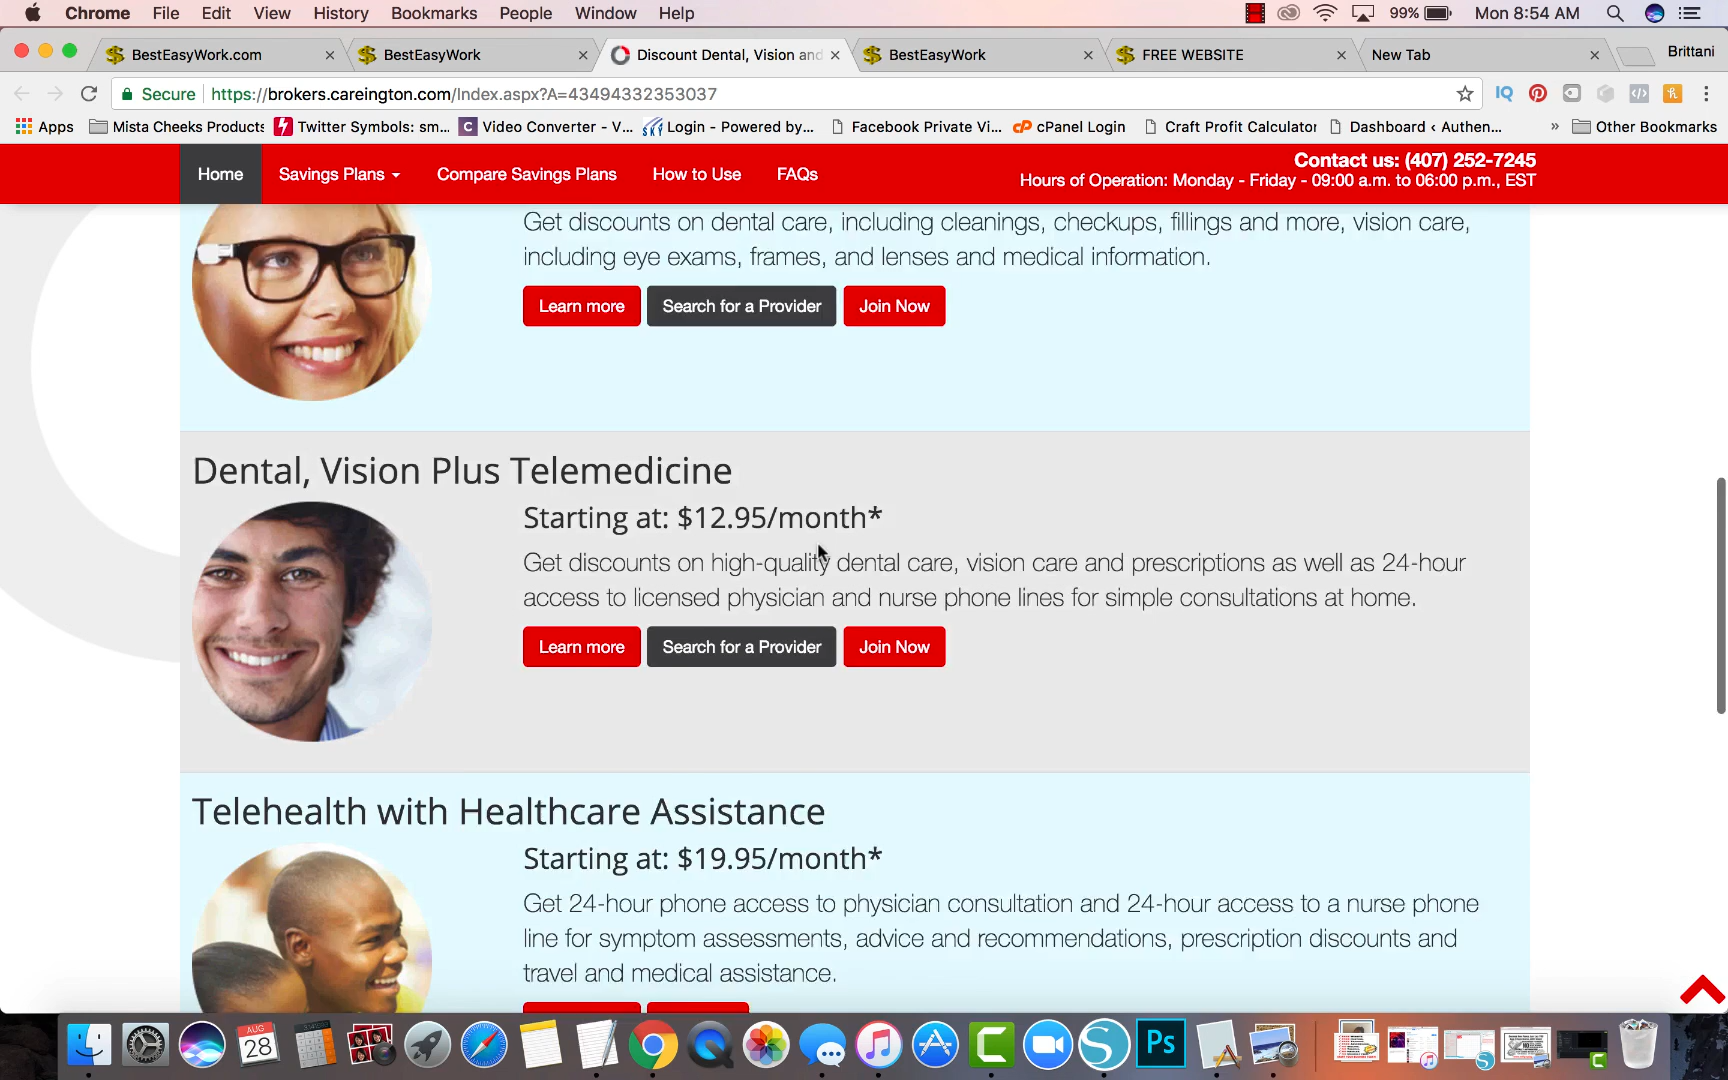 Chrome File Edit View History Bookmarks People Window Help 99% Mon 8:54 AM
BestEasyWork.com BestEasyWork Discount Dental, Vision and BestEasyWork FREE WEBSITE New Tab Brittani
Secure https://brokers.careington.com/Index.aspx?A=43494332353037
Apps Mista Cheeks Products Twitter Symbols: sm... Video Converter - V... Login - Powered by... Facebook Private Vi... cPanel Login Craft Profit Calculator Dashboard ‹ Authen... » Other Bookmarks
Home Savings Plans Compare Savings Plans How to Use FAQs
Contact us: (407) 252-7245
Hours of Operation: Monday - Friday - 09:00 a.m. to 06:00 p.m., EST
Get discounts on dental care, including cleanings, checkups, fillings and more, vision care,
including eye exams, frames, and lenses and medical information.
Learn more Search for a Provider Join Now
Dental, Vision Plus Telemedicine
Starting at: $12.95/month*
Get discounts on high-quality dental care, vision care and prescriptions as well as 24-hour
access to licensed physician and nurse phone lines for simple consultations at home.
Learn more Search for a Provider Join Now
Telehealth with Healthcare Assistance
Starting at: $19.95/month*
Get 24-hour phone access to physician consultation and 24-hour access to a nurse phone
line for symptom assessments, advice and recommendations, prescription discounts and
travel and medical assistance.
AUG
28
Ps